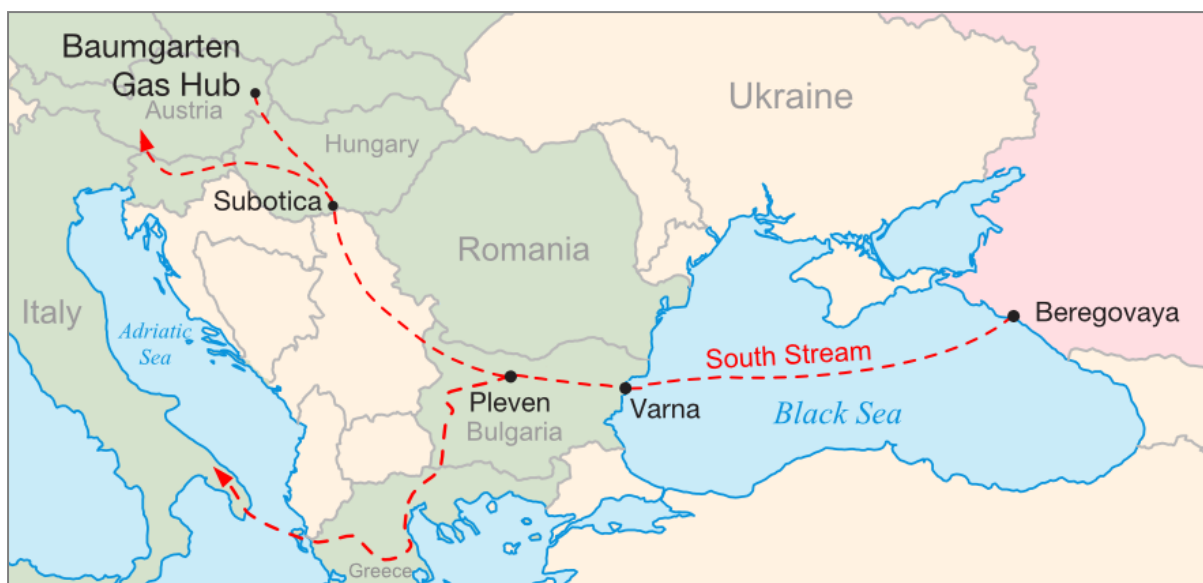 Baumgarten
Gas Hub
Austria
Ukraine
Hungary
Subotica
Romania
Italy
Adriatic
Sea
Beregovaya
South Stream
Pleven
Varna
Black Sea
Bulgaria
Greece